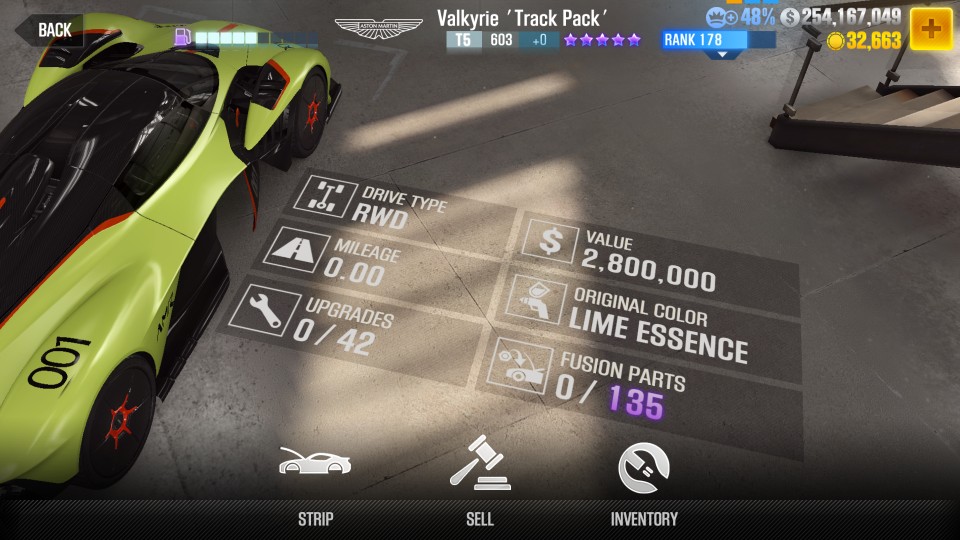 BACK
ASTON MARTIN
Valkyrie 'Track Pack'
T5 603 +0
RANK 178
48% $ 254,167,049
32,663
DRIVE TYPE
RWD
MILEAGE
0.00
UPGRADES
0 / 42
$ VALUE
2,800,000
ORIGINAL COLOR
LIME ESSENCE
FUSION PARTS
0 / 135
001
STRIP
SELL
INVENTORY